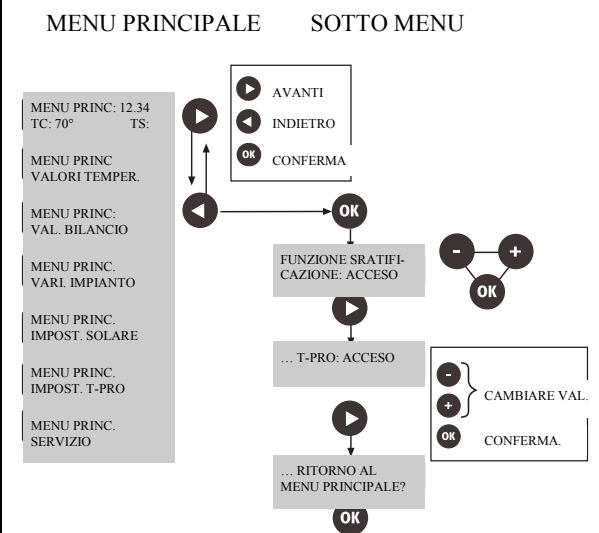 MENU PRINCIPALE
SOTTO MENU
MENU PRINC: 12.34
TC: 70° TS:
MENU PRINC
VALORI TEMPER.
MENU PRINC:
VAL. BILANCIO
MENU PRINC.
VARI. IMPIANTO
MENU PRINC.
IMPOST. SOLARE
MENU PRINC.
IMPOST. T-PRO
MENU PRINC.
SERVIZIO
AVANTI
INDIETRO
OK CONFERMA
OK
FUNZIONE SRATIFI-
CAZIONE: ACCESO
- +
OK
... T-PRO: ACCESO
-
+
CAMBIARE VAL.
OK CONFERMA.
... RITORNO AL
MENU PRINCIPALE?
OK